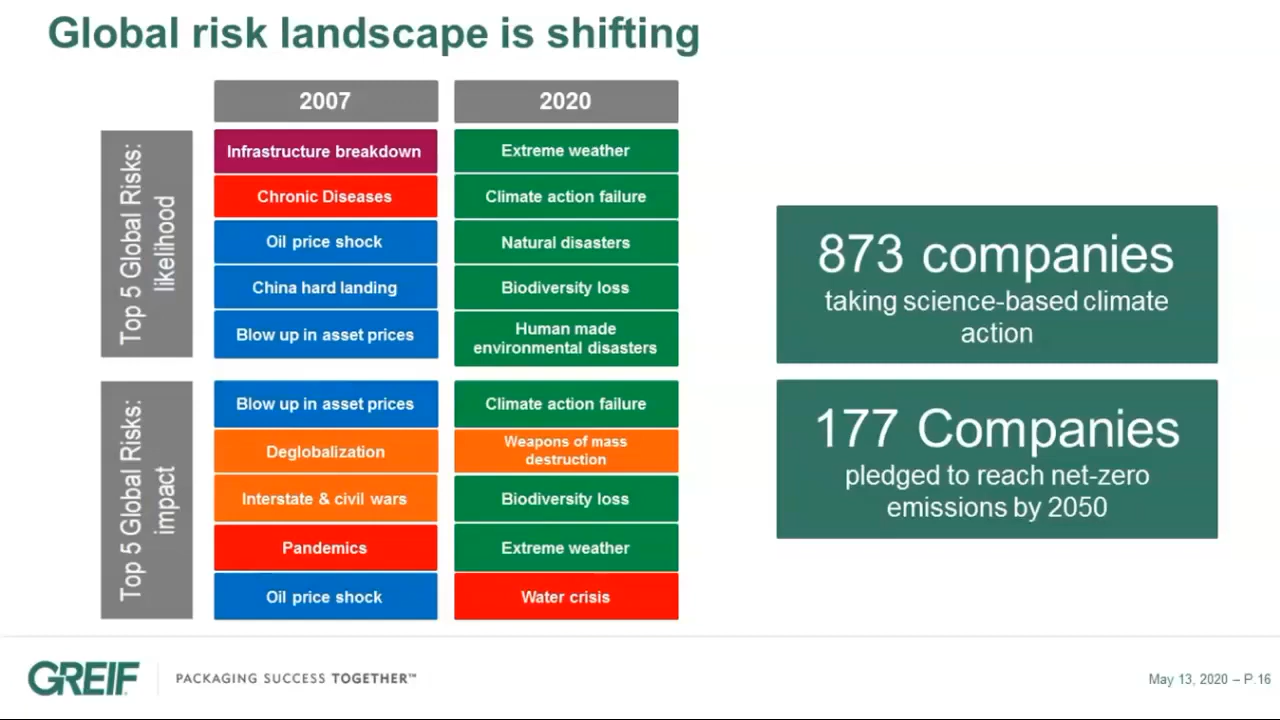 Global risk landscape is shifting
2007
2020
Top 5 Global Risks:
likelihood
Infrastructure breakdown
Extreme weather
Chronic Diseases
Climate action failure
Oil price shock
Natural disasters
China hard landing
Biodiversity loss
Blow up in asset prices
Human made
environmental disasters
Top 5 Global Risks:
impact
Blow up in asset prices
Climate action failure
Deglobalization
Weapons of mass
destruction
Interstate & civil wars
Biodiversity loss
Pandemics
Extreme weather
Oil price shock
Water crisis
873 companies
taking science-based climate
action
177 Companies
pledged to reach net-zero
emissions by 2050
GREIF
PACKAGING SUCCESS TOGETHER™
May 13, 2020 – P.16